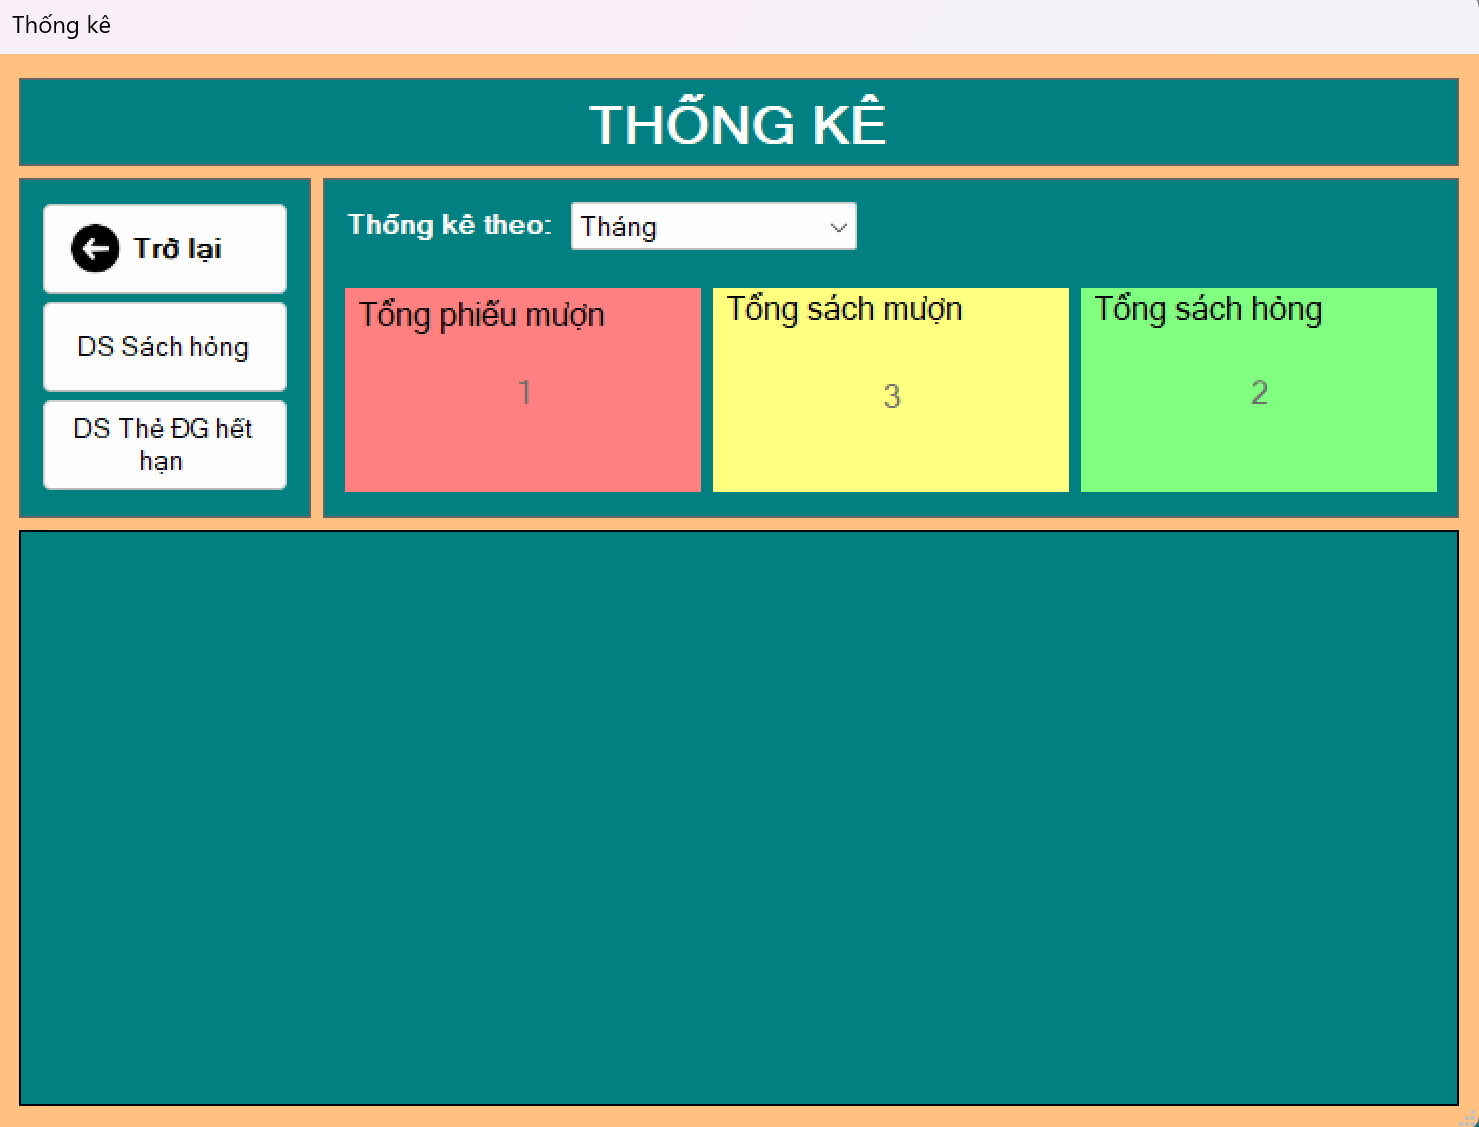 Thống kê
THỐNG KÊ
Trở lại
DS Sách hỏng
DS Thẻ ĐG hết
hạn
Thống kê theo: Tháng
Tổng phiếu mượn
1
Tổng sách mượn
3
Tổng sách hỏng
2